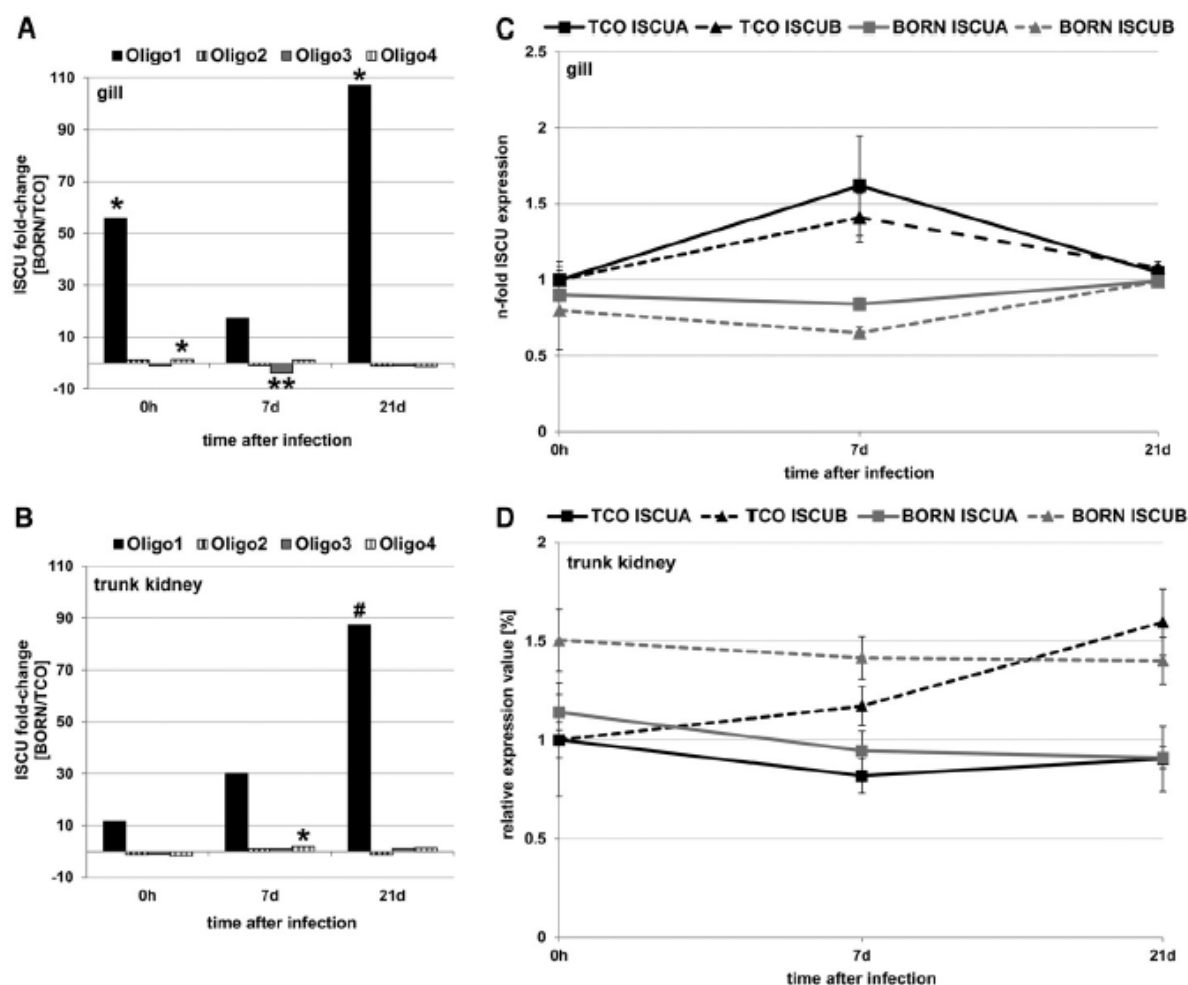 A
■Oligo1 ▥Oligo2 ■Oligo3 ▥Oligo4
gill
110
90
70
50
30
10
-10
ISCU fold-change
[BORN/TCO]
*
*
**
*
0h 7d 21d
time after infection
B
■Oligo1 ▥Oligo2 ■Oligo3 ▥Oligo4
trunk kidney
110
90
70
50
30
10
-10
ISCU fold-change
[BORN/TCO]
*
#
0h 7d 21d
time after infection
C
TCO ISCUA TCO ISCUB BORN ISCUA BORN ISCUB
gill
2.5
2
1.5
1
0.5
0
n-fold ISCU expression
0h 7d 21d
time after infection
D
TCO ISCUA TCO ISCUB BORN ISCUA BORN ISCUB
trunk kidney
2
1.5
1
0.5
0
relative expression value [%]
0h 7d 21d
time after infection